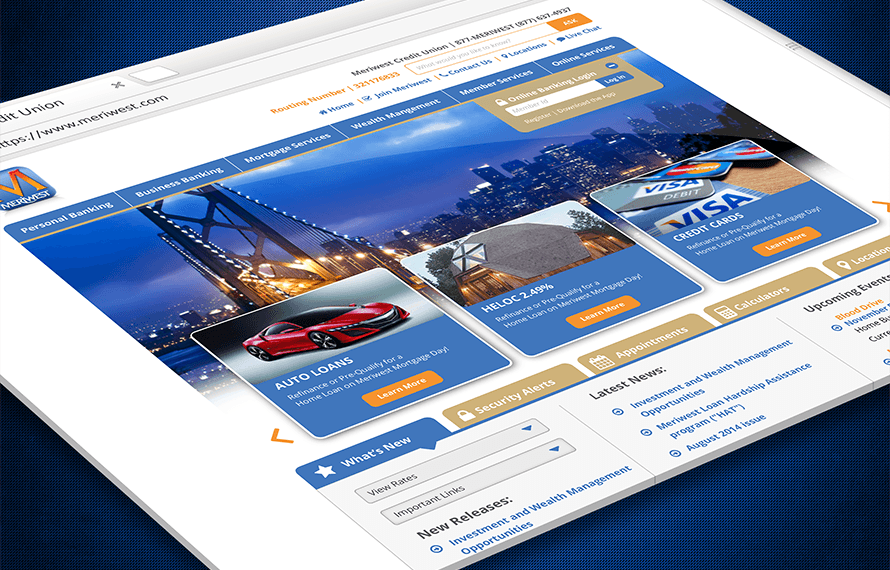 dit Union
https://www.meriwest.com
MERIWEST
Meriwest Credit Union | 877-MERIWEST (877) 637-4937
Routing Number | 321176833
What would you like to know?
ASK
Home | Join Meriwest | Contact Us | Locations | Live Chat
Personal Banking
Business Banking
Mortgage Services
Wealth Mangement
Member Services
Online Services
Online Banking Login
Member Id
Log in
Register | Download the App
AUTO LOANS
Refinance or Pre-Qualify for a
Home Loan on Meriwest Mortgage Day!
Learn More
HELOC 2.49%
Refinance or Pre-Qualify for a
Home Loan on Meriwest Mortgage Day!
Learn More
VISA
DEBIT
VISA
CREDIT CARDS
Refinance or Pre-Qualify for a
Home Loan on Meriwest Mortgage Day!
Learn More
What's New
Security Alerts
Appointments
Calculators
Location
View Rates
Important Links
New Releases:
Investment and Wealth Management
Opportunities
Latest News:
Investment and Wealth Management
Opportunities
Meriwest Loan Hardship Assistance
program ("HAT")
August 2014 issue
Upcoming Events
Blood Drive
November
Home Bu
Curre